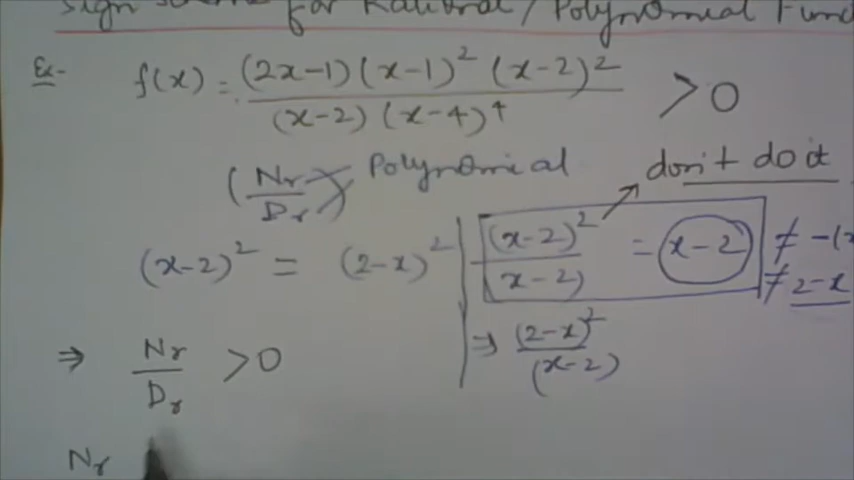 Sign for Rational / Polynomial Func
Ex- f(x) = (2x-1)(x-1)² (x-2)² / (x-2)(x-4)⁴ > 0
(Nr / Dr) Polynomial
don't do it
(x-2)² = (2-x)² | (x-2)² / (x-2) = x-2 ≠ -(x
≠ 2-x
⇒ Nr / Dr > 0 | ⇒ (2-x)² / (x-2)
Nr